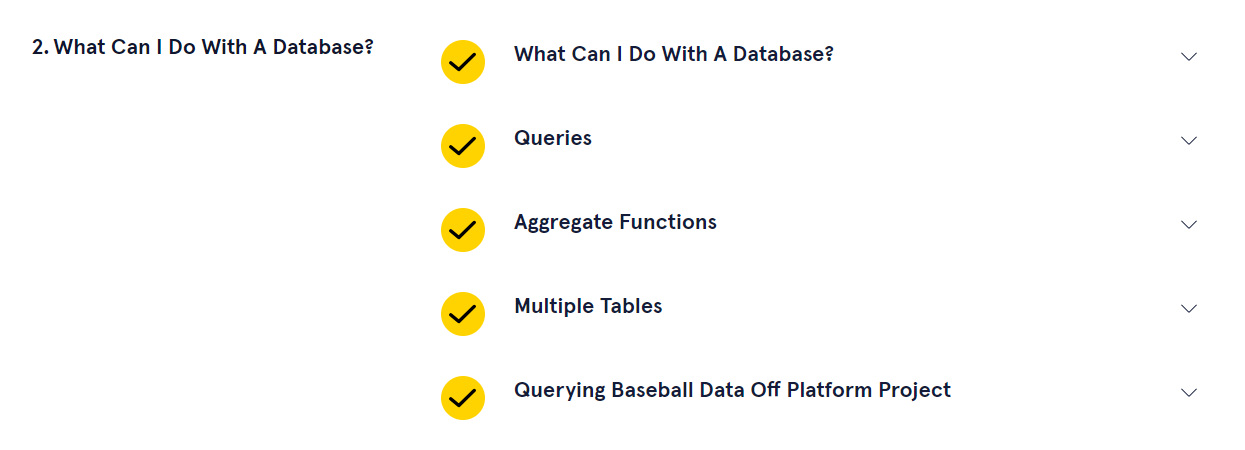 2. What Can I Do With A Database?
What Can I Do With A Database?
Queries
Aggregate Functions
Multiple Tables
Querying Baseball Data Off Platform Project